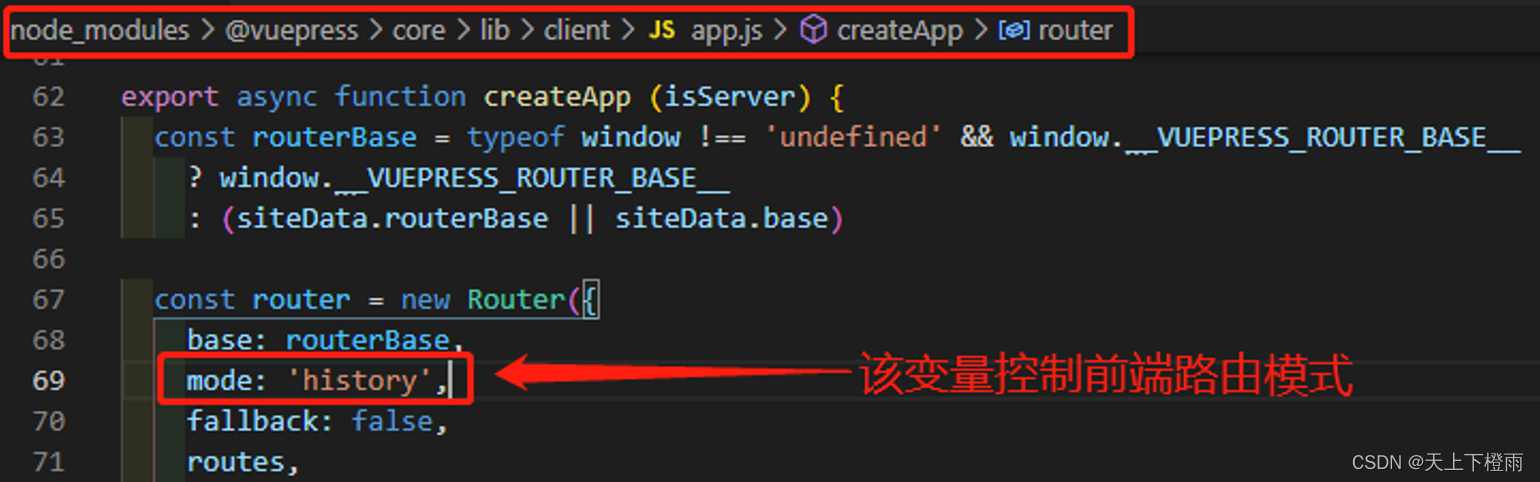 node_modules > @vuepress > core > lib > client > JS app.js > createApp > router
61
62 export async function createApp (isServer) {
63 const routerBase = typeof window !== 'undefined' && window.__VUEPRESS_ROUTER_BASE__
64 ? window.__VUEPRESS_ROUTER_BASE__
65 : (siteData.routerBase || siteData.base)
66
67 const router = new Router({
68 base: routerBase,
69 mode: 'history', 该变量控制前端路由模式
70 fallback: false,
71 routes,
CSDN @天上下橙雨